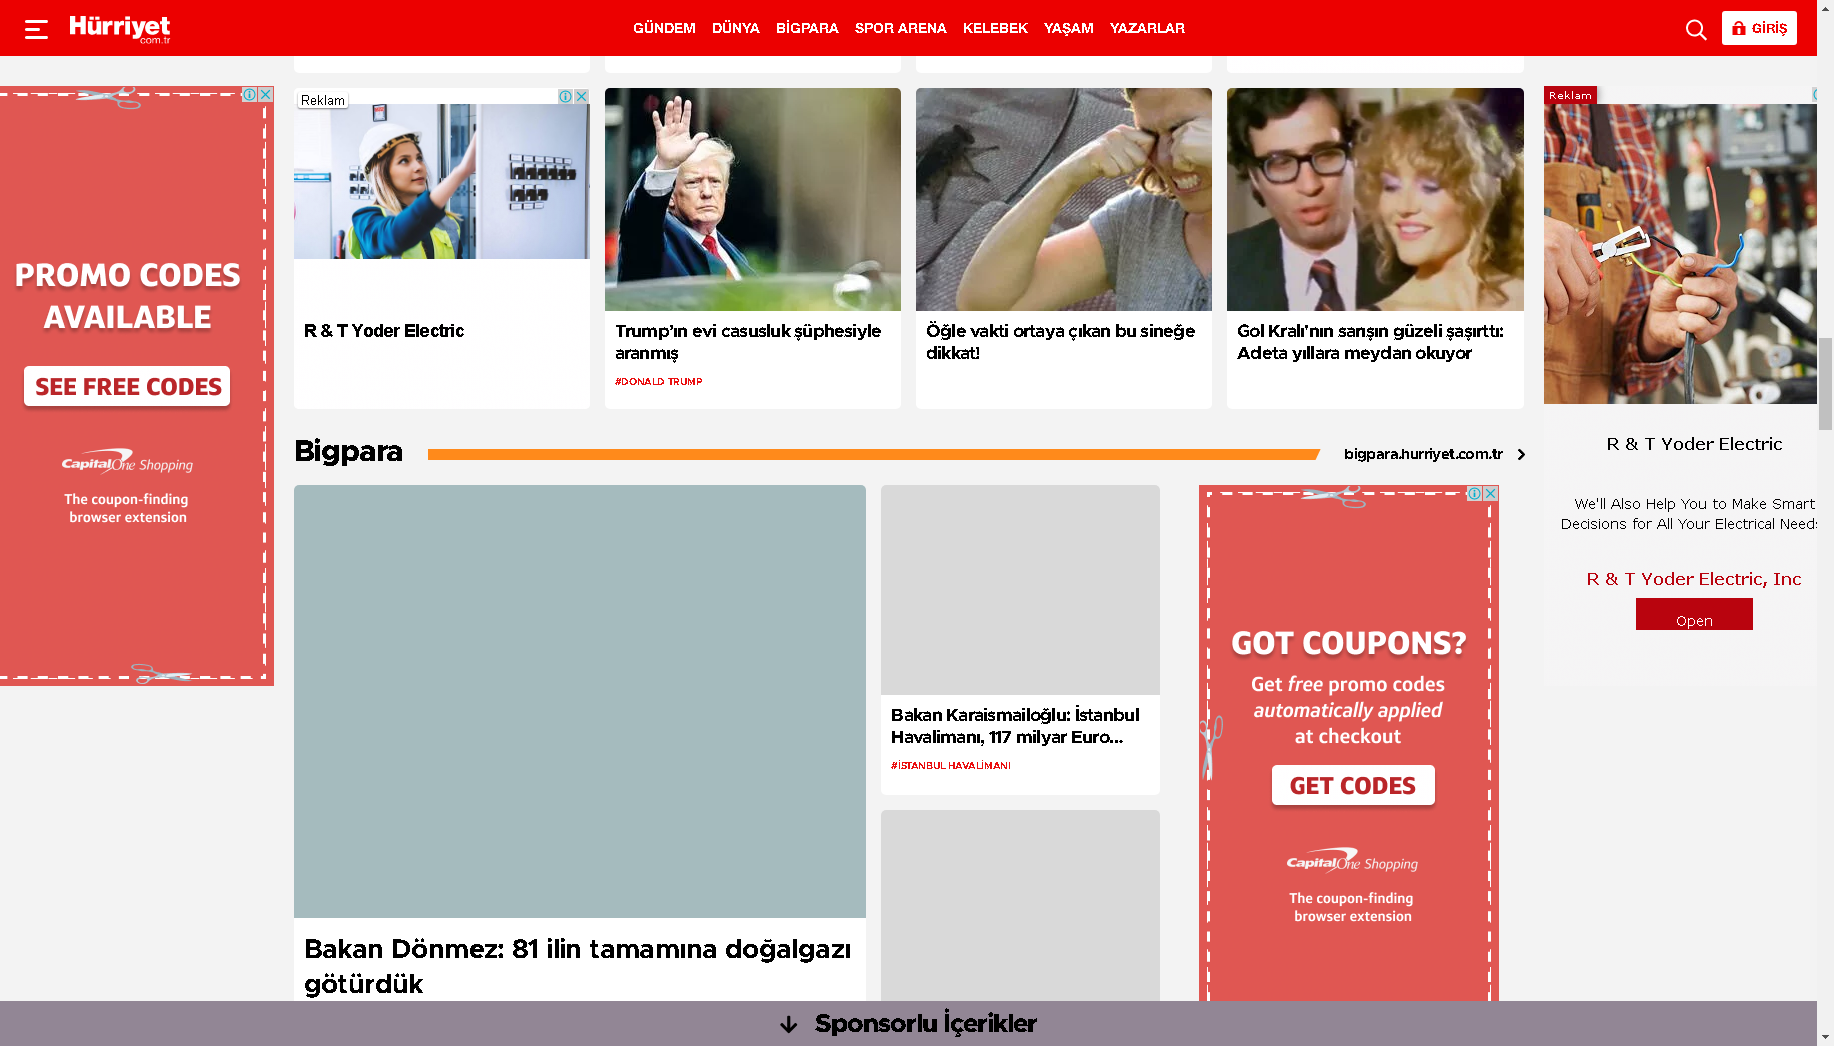 Hürriyet
com.tr
GÜNDEM DÜNYA BİGPARA SPOR ARENA KELEBEK YAŞAM YAZARLAR
GİRİŞ
PROMO CODES
AVAILABLE
SEE FREE CODES
CapitalOne Shopping
The coupon-finding
browser extension
Reklam
R & T Yoder Electric
Trump'ın evi casusluk şüphesiyle
aranmış
#DONALD TRUMP
Öğle vakti ortaya çıkan bu sineğe
dikkat!
Gol Kralı'nın sarışın güzeli şaşırttı:
Adeta yıllara meydan okuyor
Reklam
R & T Yoder Electric
We'll Also Help You to Make Smart
Decisions for All Your Electrical Needs
R & T Yoder Electric, Inc
Open
Bigpara
bigpara.hurriyet.com.tr
Bakan Dönmez: 81 ilin tamamına doğalgazı
götürdük
Bakan Karaismailoğlu: İstanbul
Havalimanı, 117 milyar Euro...
#İSTANBUL HAVALİMANI
GOT COUPONS?
Get free promo codes
automatically applied
at checkout
GET CODES
CapitalOne Shopping
The coupon-finding
browser extension
Sponsorlu İçerikler